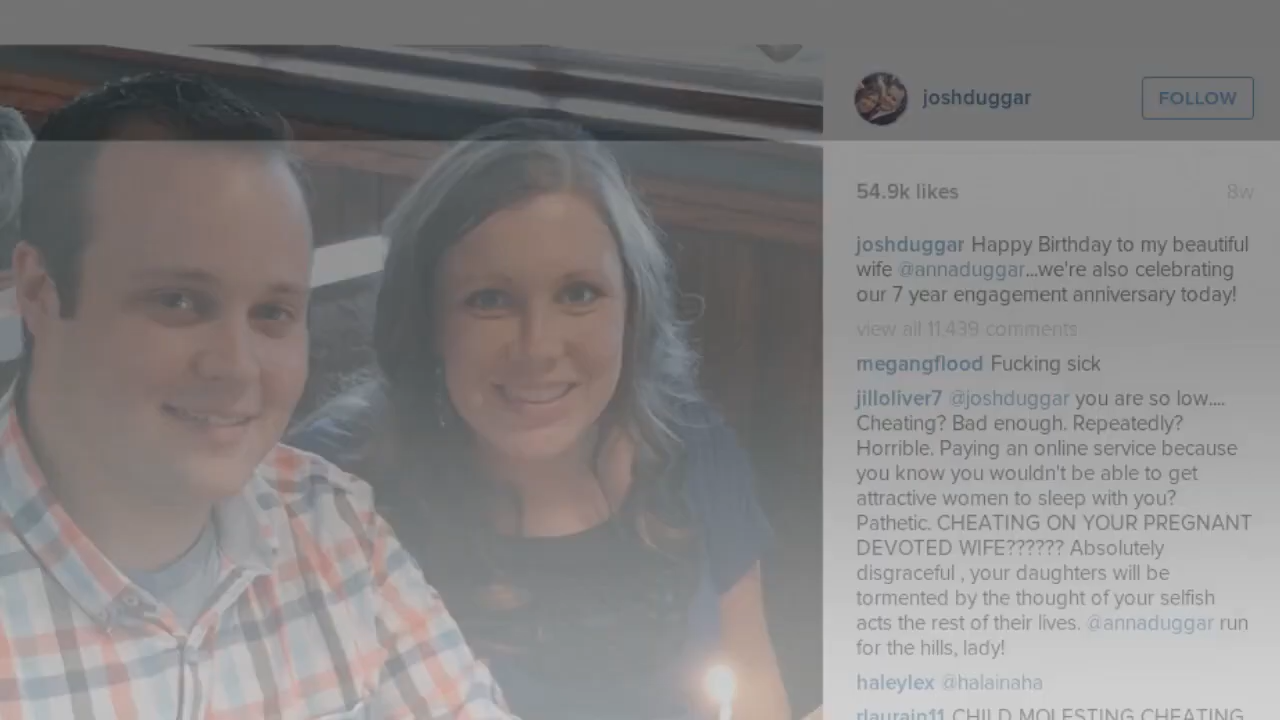 joshduggar
FOLLOW
54.9k likes
8w
joshduggar Happy Birthday to my beautiful
wife @annaduggar...we're also celebrating
our 7 year engagement anniversary today!
view all 11,439 comments
megangflood Fucking sick
jilloliver7 @joshduggar you are so low....
Cheating? Bad enough. Repeatedly?
Horrible. Paying an online service because
you know you wouldn't be able to get
attractive women to sleep with you?
Pathetic. CHEATING ON YOUR PREGNANT
DEVOTED WIFE?????? Absolutely
disgraceful , your daughters will be
tormented by the thought of your selfish
acts the rest of their lives. @annaduggar run
for the hills, lady!
haleylex @halainaha
rlaurain11 CHILD MOLESTING CHEATING